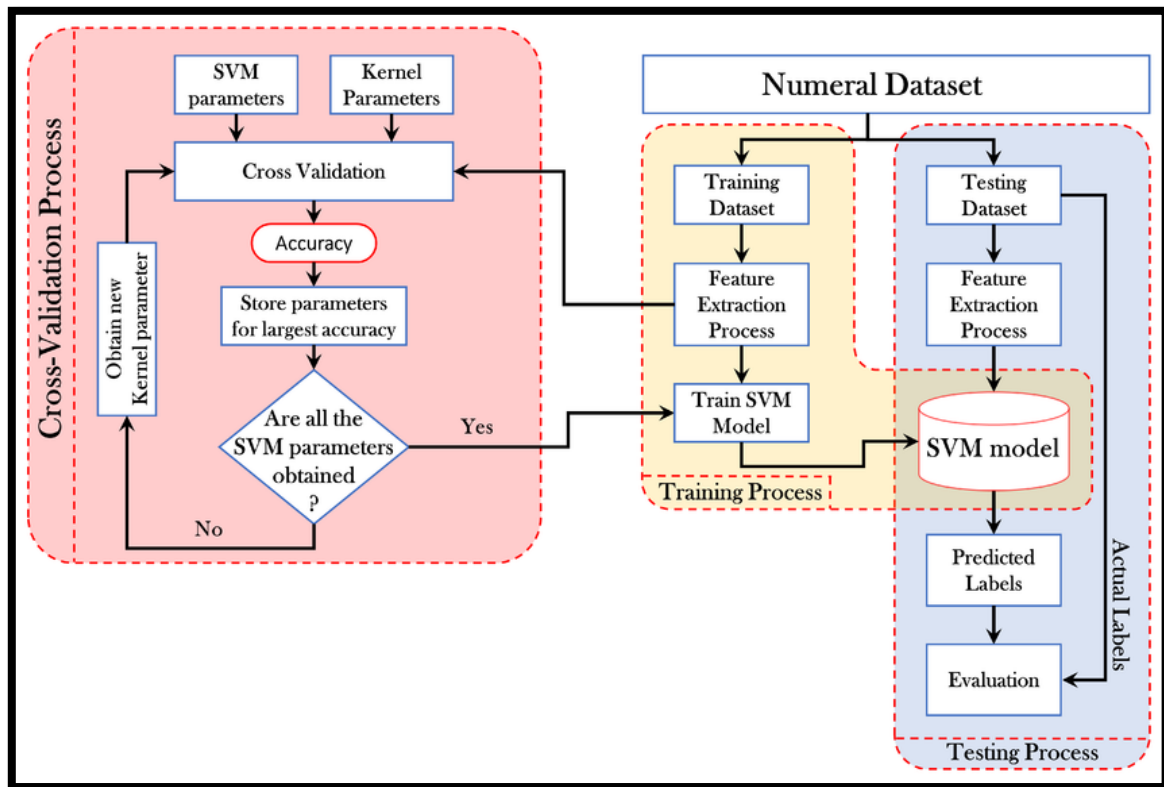 Cross-Validation Process
SVM
parameters
Kernel
Parameters
Cross Validation
Accuracy
Store parameters
for largest accuracy
Obtain new
Kernel parameter
Are all the
SVM parameters
obtained
?
Yes
No
Numeral Dataset
Training
Dataset
Feature
Extraction
Process
Train SVM
Model
Training Process
Testing
Dataset
Feature
Extraction
Process
SVM model
Predicted
Labels
Evaluation
Actual Labels
Testing Process